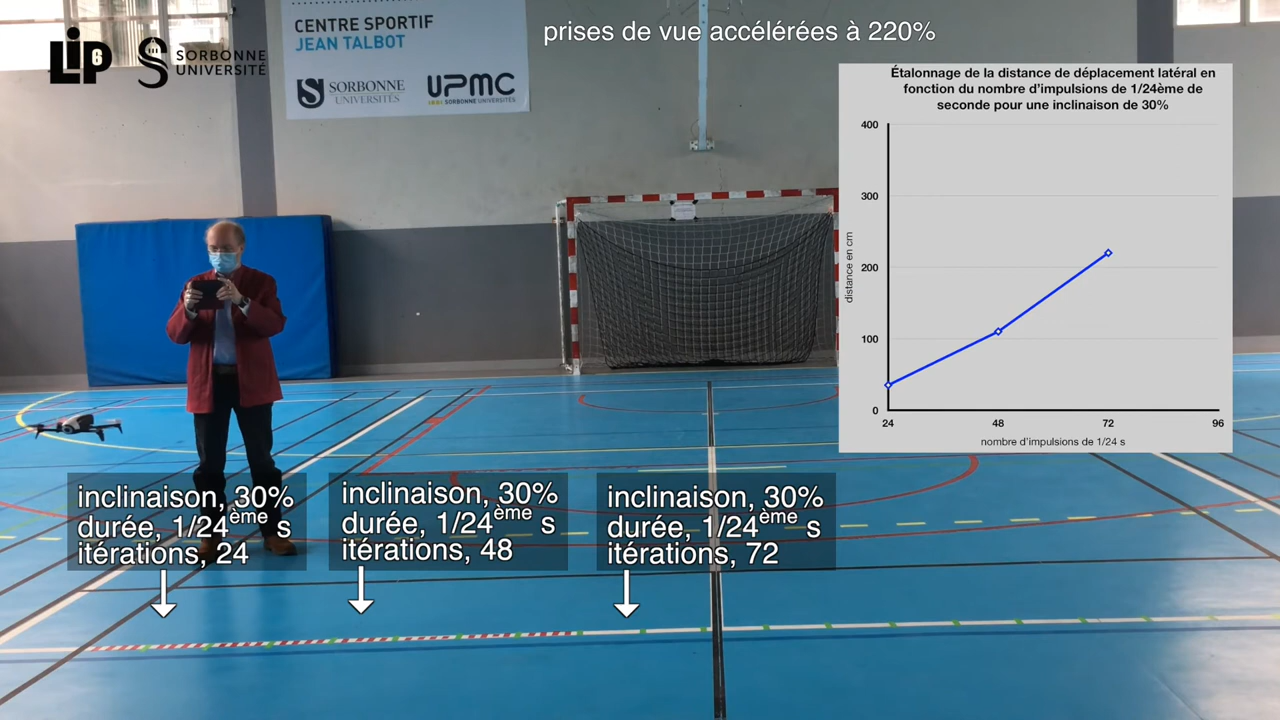 LIP6
SORBONNE
UNIVERSITÉ
CENTRE SPORTIF
JEAN TALBOT
SORBONNE
UNIVERSITÉS
UPMC
SORBONNE UNIVERSITÉS
prises de vue accélérées à 220%
Étalonnage de la distance de déplacement latéral en
fonction du nombre d'impulsions de 1/24ème de
seconde pour une inclinaison de 30%
400
300
200
100
0
distance en cm
24 48 72 96
nombre d'impulsions de 1/24 s
inclinaison, 30%
durée, 1/24ème s
itérations, 24
inclinaison, 30%
durée, 1/24ème s
itérations, 48
inclinaison, 30%
durée, 1/24ème s
itérations, 72